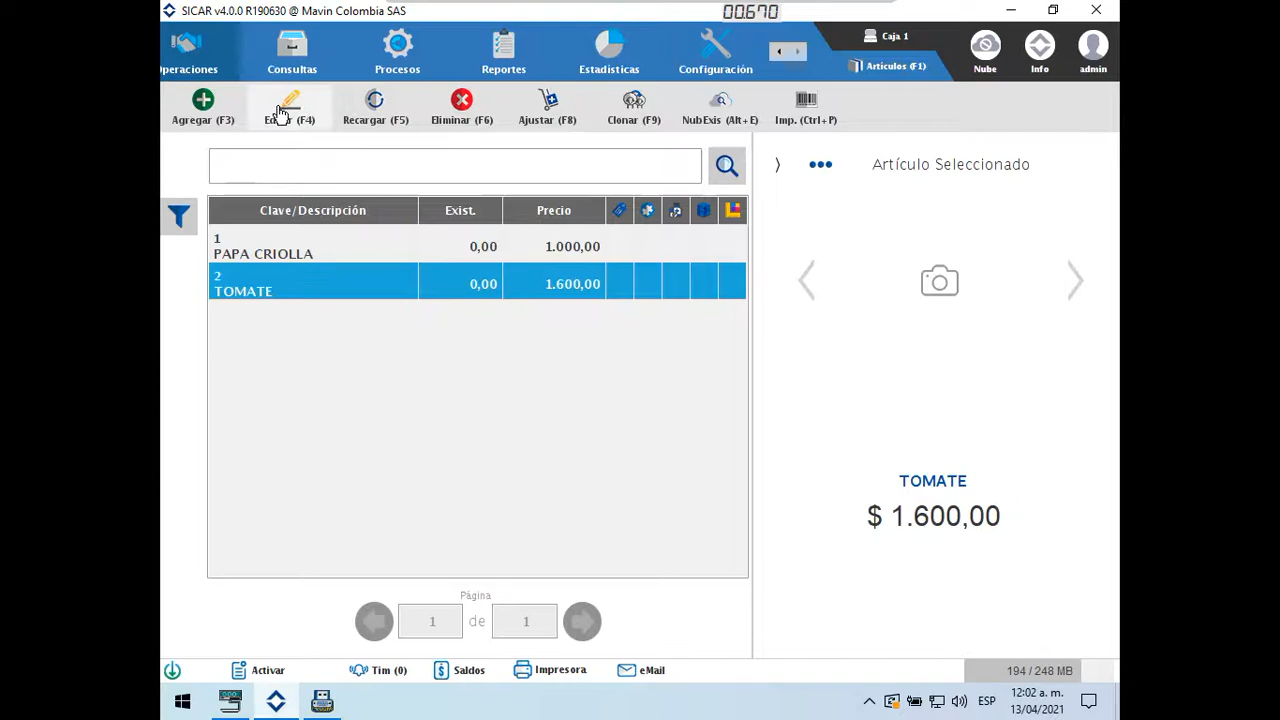 SICAR v4.0.0 R190630 @ Mavin Colombia SAS
00.670
Operaciones
Consultas
Procesos
Reportes
Estadísticas
Configuración
Caja 1
Artículos (F1)
Nube
Info
admin
Agregar (F3)
(F4)
Recargar (F5)
Eliminar (F6)
Ajustar (F8)
Clonar (F9)
NubExis (Alt+E)
Imp. (Ctrl+P)
Artículo Seleccionado
Clave/Descripción
Exist.
Precio
1
PAPA CRIOLLA
0,00
1.000,00
2
TOMATE
0,00
1.600,00
TOMATE
$ 1.600,00
Página
1
de
1
Activar
Tim (0)
Saldos
Impresora
eMail
194 / 248 MB
ESP
12:02 a. m.
13/04/2021